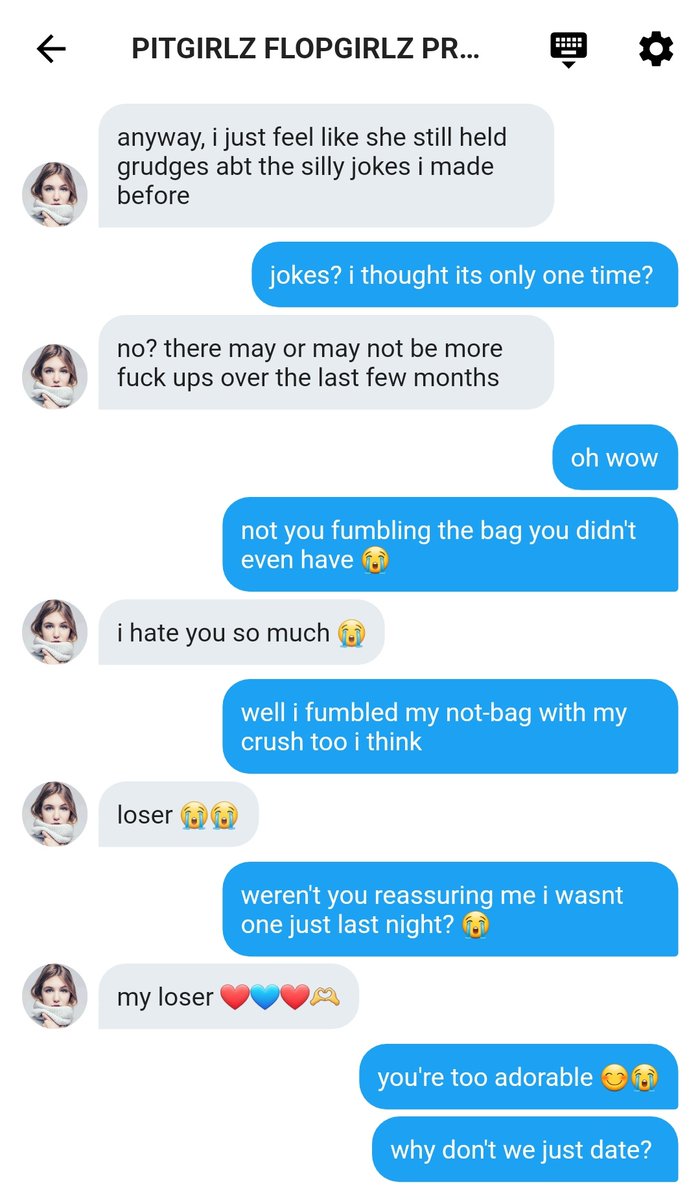 PITGIRLZ FLOPGIRLZ PR...
anyway, i just feel like she still held
grudges abt the silly jokes i made
before
jokes? i thought its only one time?
no? there may or may not be more
fuck ups over the last few months
oh wow
not you fumbling the bag you didn't
even have 😭
i hate you so much 😭
well i fumbled my not-bag with my
crush too i think
loser 😭😭
weren't you reassuring me i wasnt
one just last night? 😭
my loser ❤️💙❤️🫶
you're too adorable 😊😭
why don't we just date?